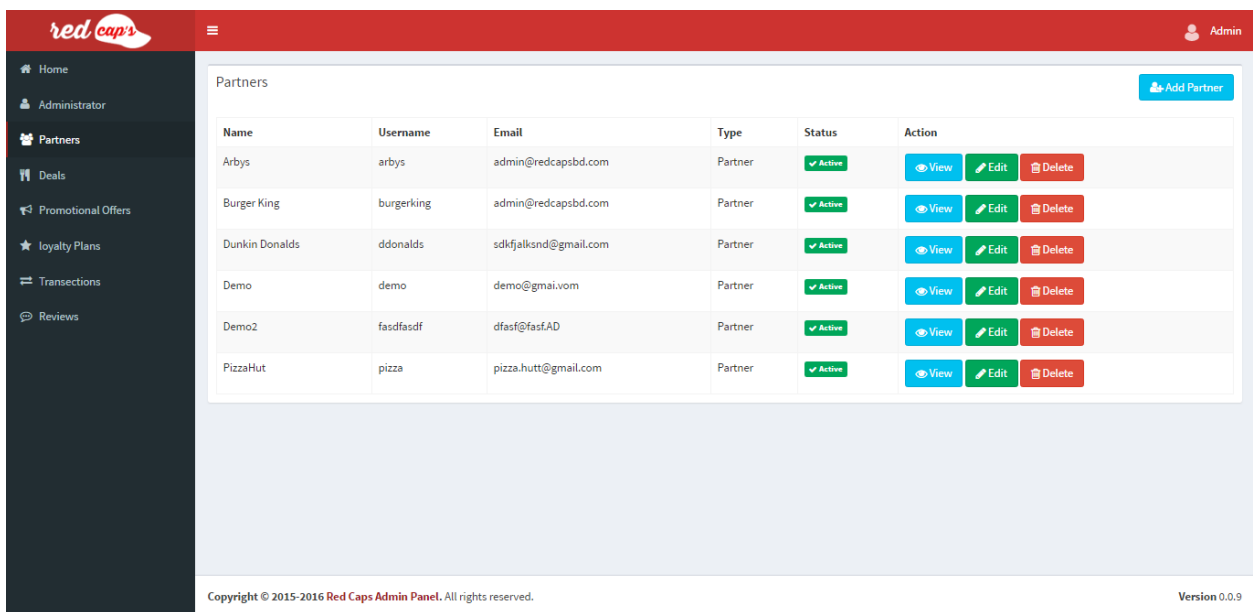 red cap's
Admin
Home
Administrator
Partners
Deals
Promotional Offers
loyalty Plans
Transections
Reviews
Partners
Add Partner
Name Username Email Type Status Action
Arbys arbys admin@redcapsbd.com Partner Active View Edit Delete
Burger King burgerking admin@redcapsbd.com Partner Active View Edit Delete
Dunkin Donalds ddonalds sdkfjalksnd@gmail.com Partner Active View Edit Delete
Demo demo demo@gmai.vom Partner Active View Edit Delete
Demo2 fasdfasdf dfasf@fasf.AD Partner Active View Edit Delete
PizzaHut pizza pizza.hutt@gmail.com Partner Active View Edit Delete
Copyright © 2015-2016 Red Caps Admin Panel. All rights reserved. Version 0.0.9